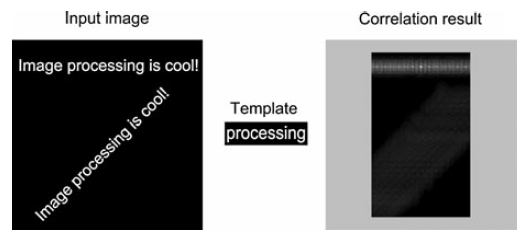 Input image
Correlation result
Image processing is cool!
Image processing is cool!
Template
processing